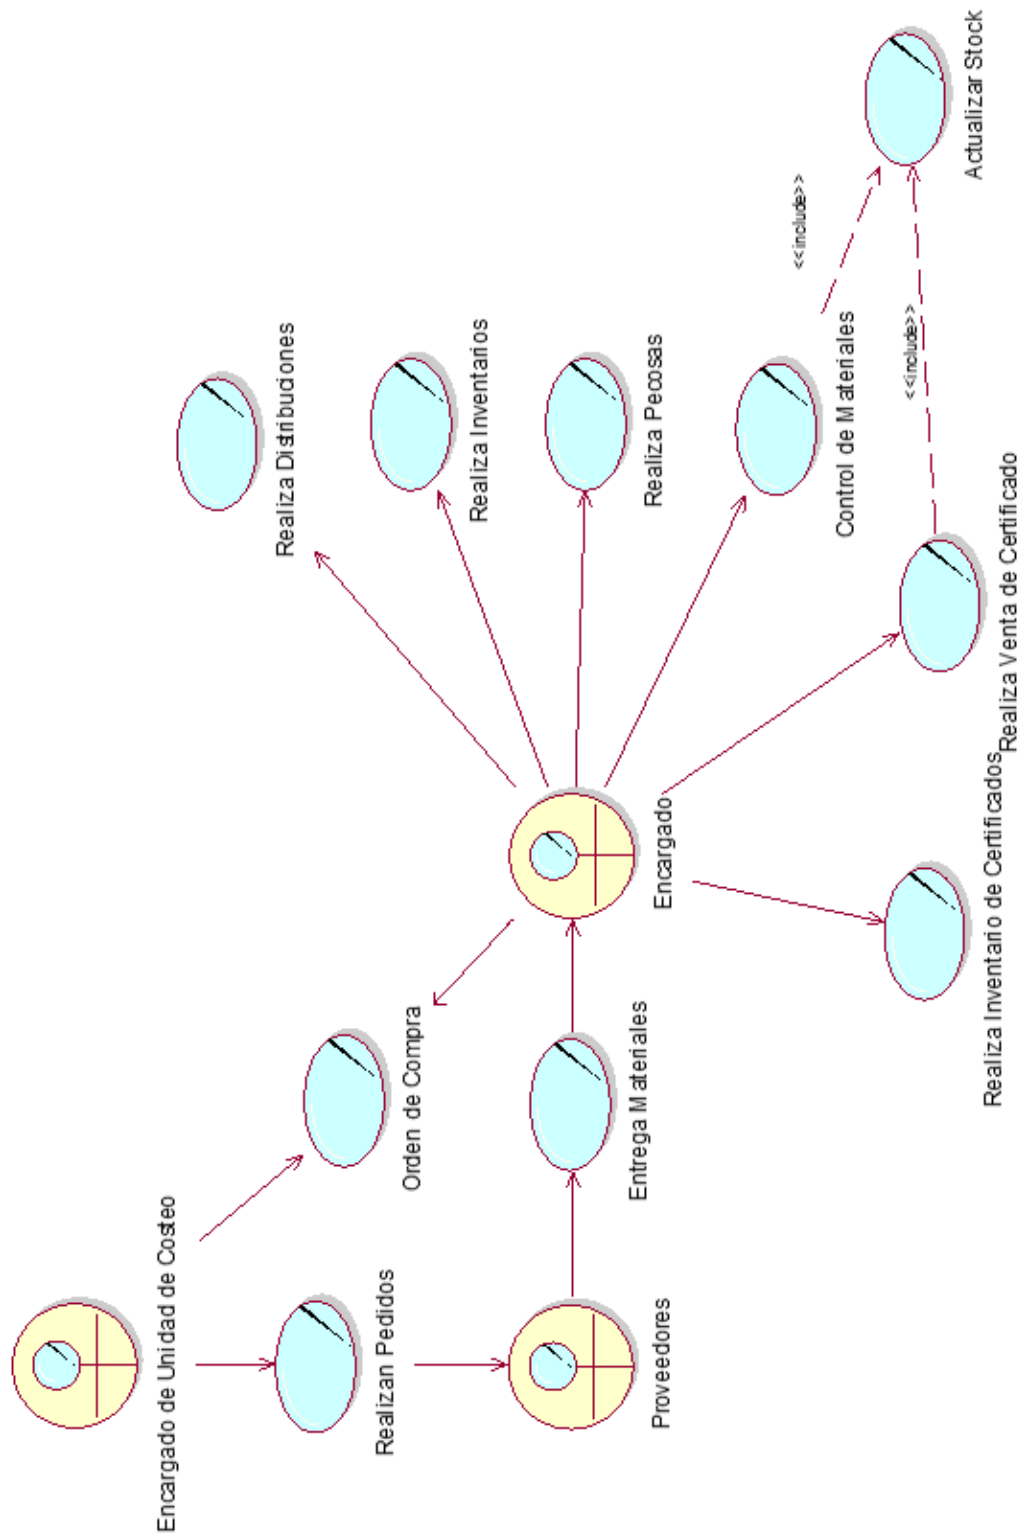 Encargado de Unidad de Costeo
Realizan Pedidos
Proveedores
Orden de Compra
Entrega Materiales
Encargado
Realiza Distribuciones
Realiza Inventarios
Realiza Pecosas
Control de Materiales
Realiza Venta de Certificado
Realiza Inventario de Certificados
<<include>>
<<include>>
Actualizar Stock